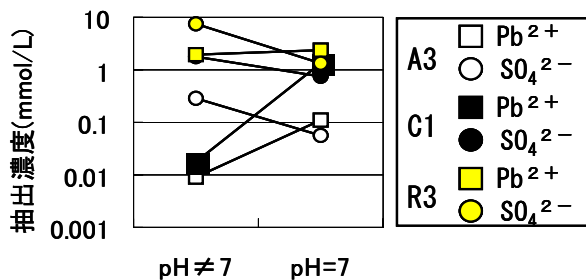 抽出濃度(mmol/L)
10
1
0.1
0.01
0.001
pH≠7 pH=7
A3 Pb²⁺
SO₄²⁻
C1 Pb²⁺
SO₄²⁻
R3 Pb²⁺
SO₄²⁻